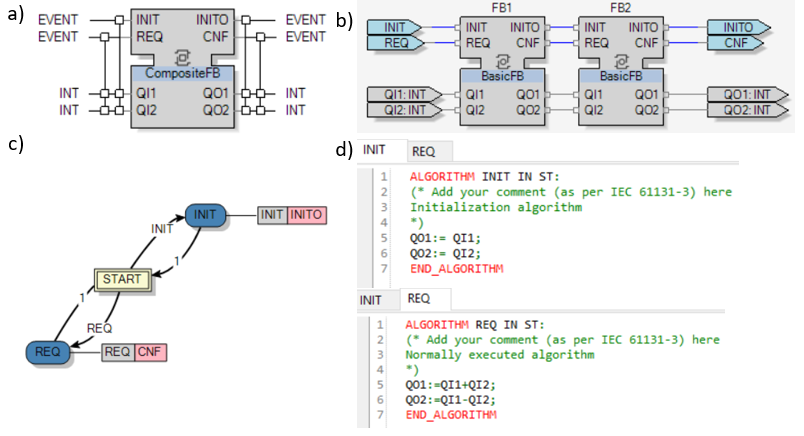 a)
EVENT INIT INITO EVENT
EVENT REQ CNF EVENT
CompositeFB
INT QI1 QO1 INT
INT QI2 QO2 INT
b)
FB1 FB2
INIT INIT INITO INIT INITO INITO
REQ REQ CNF REQ CNF CNF
BasicFB BasicFB
QI1: INT QI1 QO1 QI1 QO1 QO1: INT
QI2: INT QI2 QO2 QI2 QO2 QO2: INT
c)
INIT INIT INITO
INIT
1
START
1
REQ
REQ REQ CNF
d)
INIT REQ
1 ALGORITHM INIT IN ST:
2 (* Add your comment (as per IEC 61131-3) here
3 Initialization algorithm
4 *)
5 QO1:= QI1;
6 QO2:= QI2;
7 END_ALGORITHM
INIT REQ
1 ALGORITHM REQ IN ST:
2 (* Add your comment (as per IEC 61131-3) here
3 Normally executed algorithm
4 *)
5 QO1:=QI1+QI2;
6 QO2:=QI1-QI2;
7 END_ALGORITHM